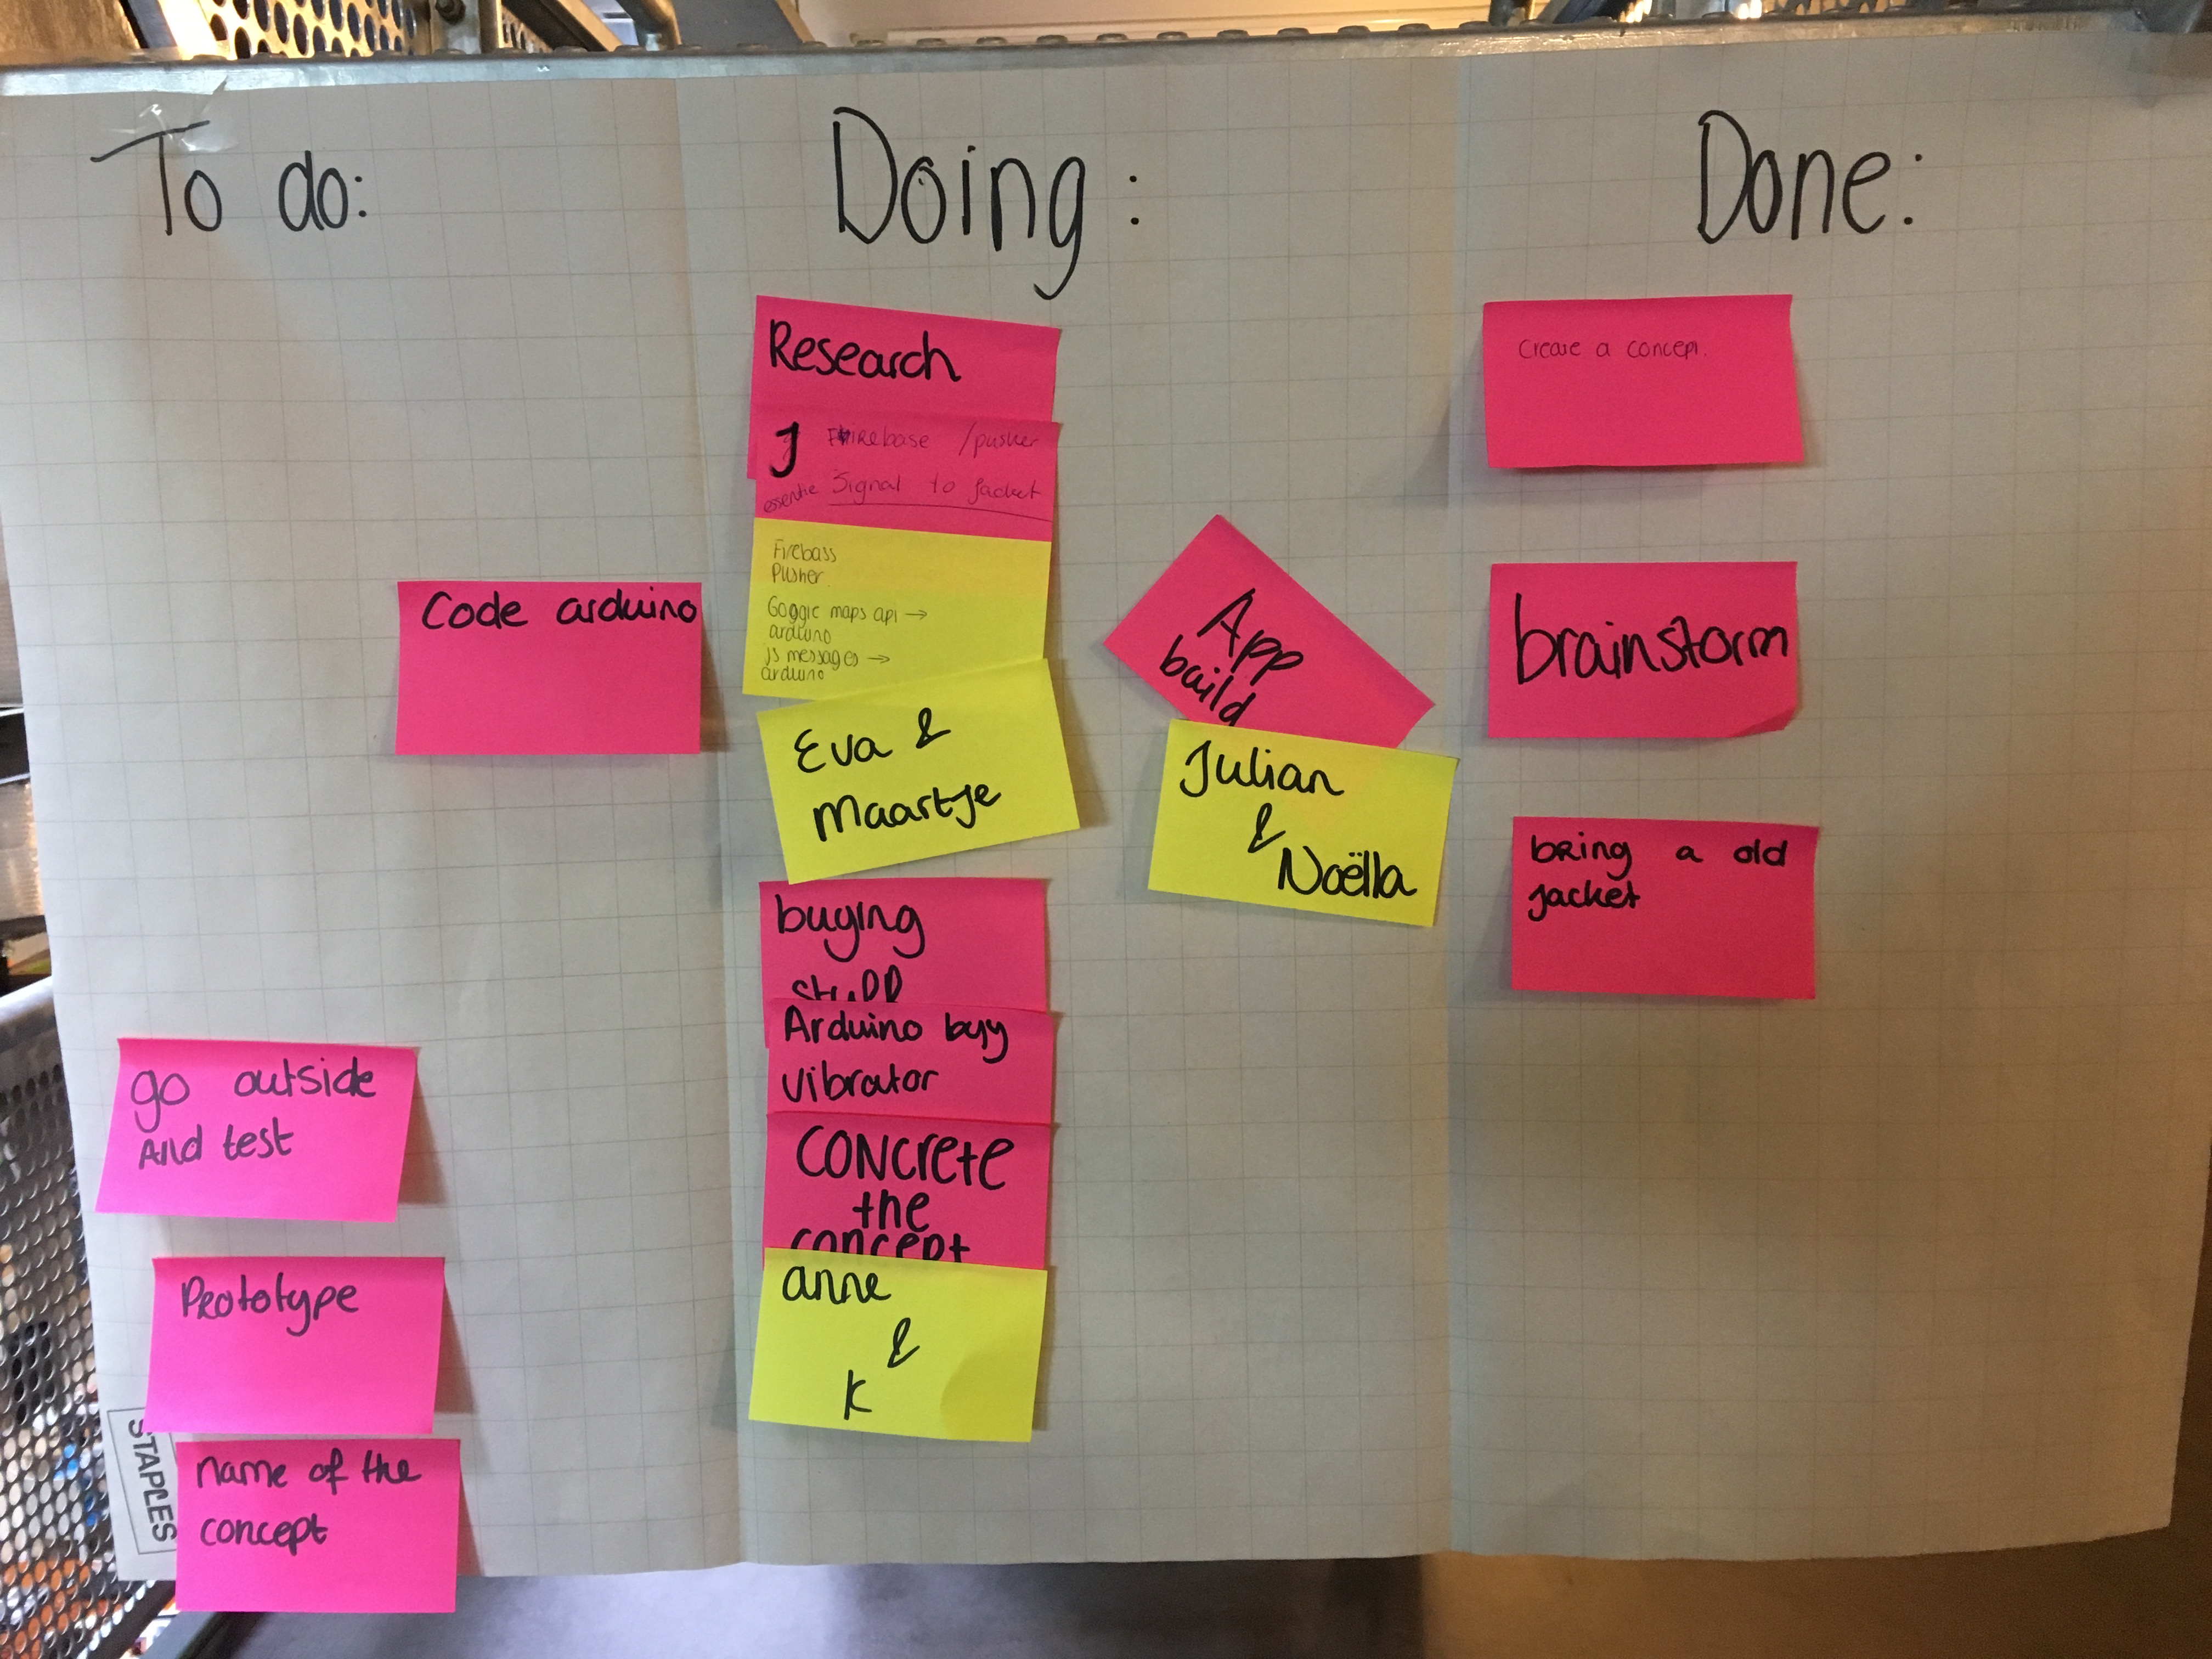 To do:
Code arduino
go outside
And test
Prototype
name of the
concept
STAPLES
Doing:
Research
J Firebase /pusher
essentie Signal to jacket
Firebass
Pusher.
Goggle maps api →
arduino
js messages →
arduino
Eva &
Maartje
App
baild
Julian
&
Noëlla
buying
stuff
Arduino buy
vibrator
Concrete
the
concept
anne
&
K
Done:
Create a concept.
brainstorm
bring a old
jacket